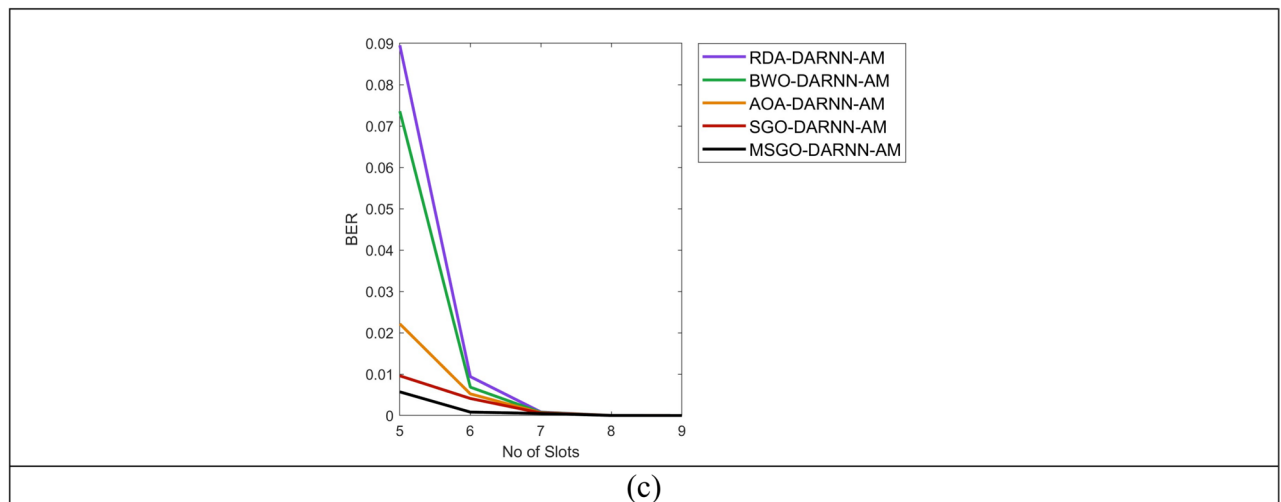 0.09
0.08
0.07
0.06
0.05
0.04
0.03
0.02
0.01
0
BER
5 6 7 8 9
No of Slots
RDA-DARNN-AM
BWO-DARNN-AM
AOA-DARNN-AM
SGO-DARNN-AM
MSGO-DARNN-AM
(c)